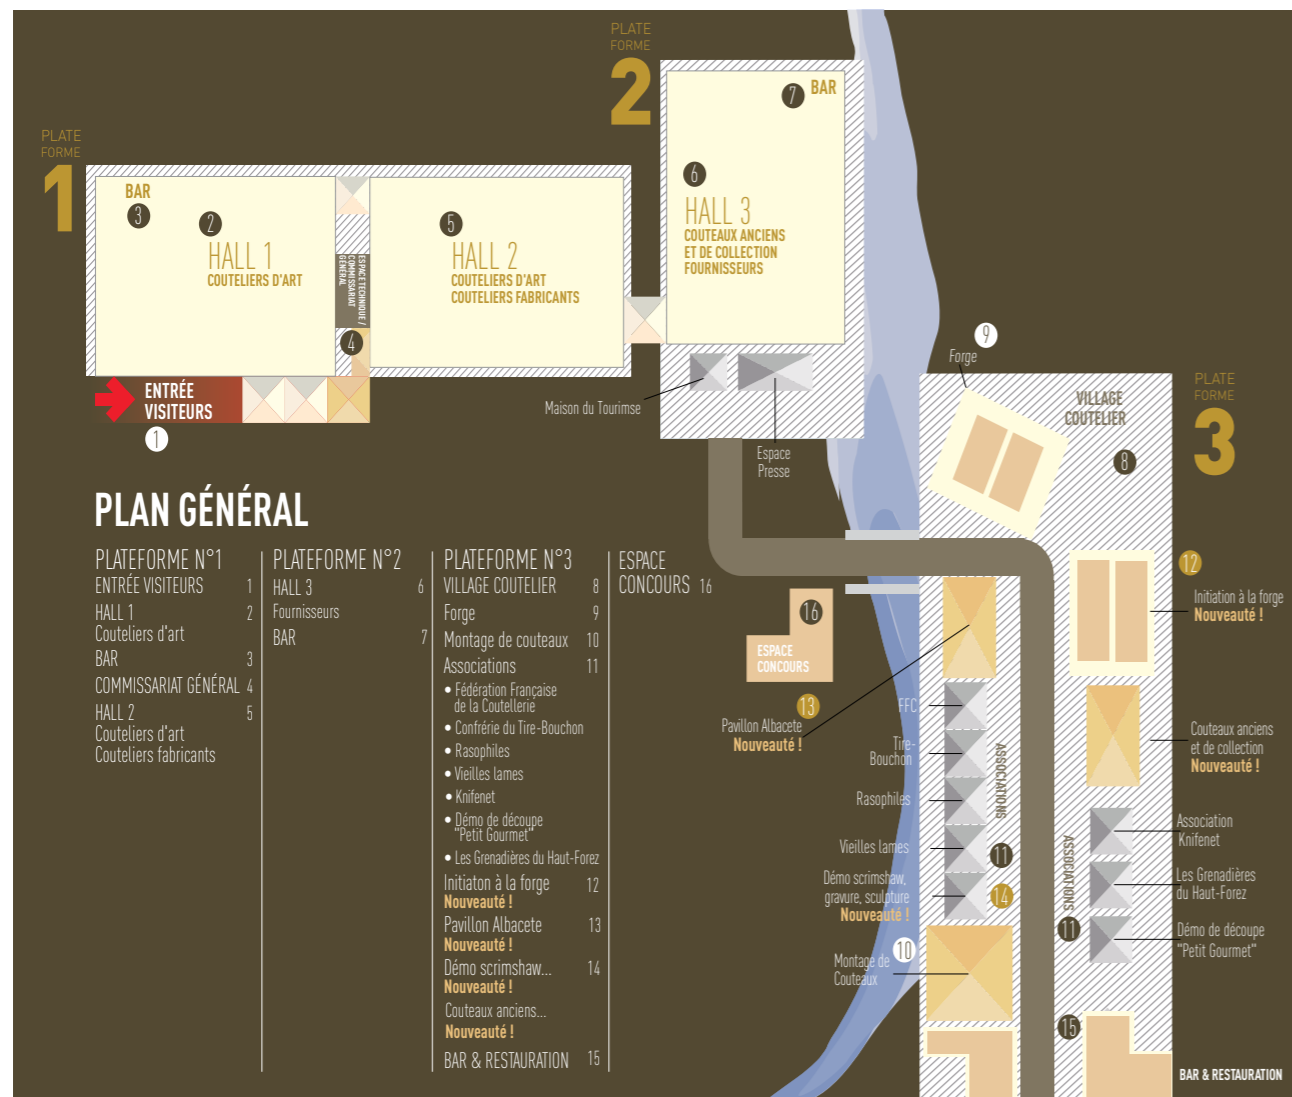 PLATE
FORME
1
PLATE
FORME
2
BAR
7
6
HALL 3
COUTEAUX ANCIENS
ET DE COLLECTION
FOURNISSEURS
BAR
3
2
HALL 1
COUTELIERS D'ART
ESPACE TECHNIQUE /
COMMISSARIAT
GÉNÉRAL
4
5
HALL 2
COUTELIERS D'ART
COUTELIERS FABRICANTS
ENTRÉE
VISITEURS
1
Maison du Tourimse
Espace
Presse
9
Forge
VILLAGE
COUTELIER
8
PLATE
FORME
3
PLAN GÉNÉRAL
PLATEFORME N°1
ENTRÉE VISITEURS 1
HALL 1 2
Couteliers d'art
BAR 3
COMMISSARIAT GÉNÉRAL 4
HALL 2 5
Couteliers d'art
Couteliers fabricants
PLATEFORME N°2
HALL 3 6
Fournisseurs
BAR 7
PLATEFORME N°3
VILLAGE COUTELIER 8
Forge 9
Montage de couteaux 10
Associations 11
• Fédération Française
de la Coutellerie
• Confrérie du Tire-Bouchon
• Rasophiles
• Vieilles lames
• Knifenet
• Démo de découpe
"Petit Gourmet"
• Les Grenadières du Haut-Forez
Initiaton à la forge 12
Nouveauté !
Pavillon Albacete 13
Nouveauté !
Démo scrimshaw... 14
Nouveauté !
Couteaux anciens...
Nouveauté !
BAR & RESTAURATION 15
ESPACE
CONCOURS 16
16
ESPACE
CONCOURS
13
Pavillon Albacete
Nouveauté !
FFC
Tire-
Bouchon
Rasophiles
Vieilles lames
Démo scrimshaw,
gravure, sculpture
Nouveauté !
ASSOCIATIONS
11
14
10
Montage de
Couteaux
12
Initiation à la forge
Nouveauté !
Couteaux anciens
et de collection
Nouveauté !
ASSOCIATIONS
11
Association
Knifenet
Les Grenadières
du Haut-Forez
Démo de découpe
"Petit Gourmet"
15
BAR & RESTAURATION